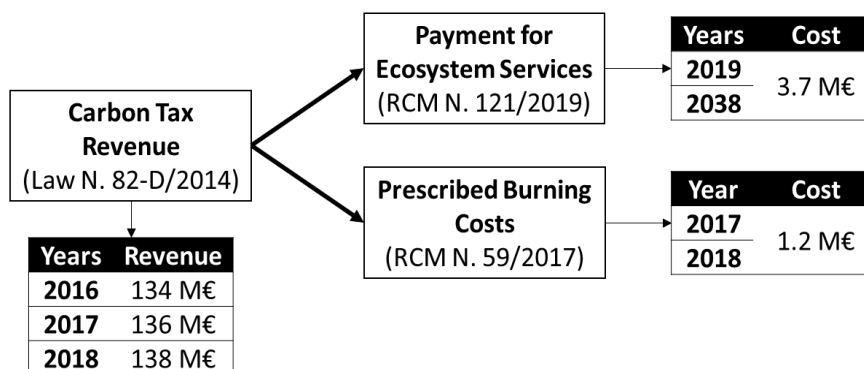 Carbon Tax
Revenue
(Law N. 82-D/2014)
Years Revenue
2016 134 M€
2017 136 M€
2018 138 M€
Payment for
Ecosystem Services
(RCM N. 121/2019)
Years Cost
2019
3.7 M€
2038
Prescribed Burning
Costs
(RCM N. 59/2017)
Year Cost
2017
1.2 M€
2018